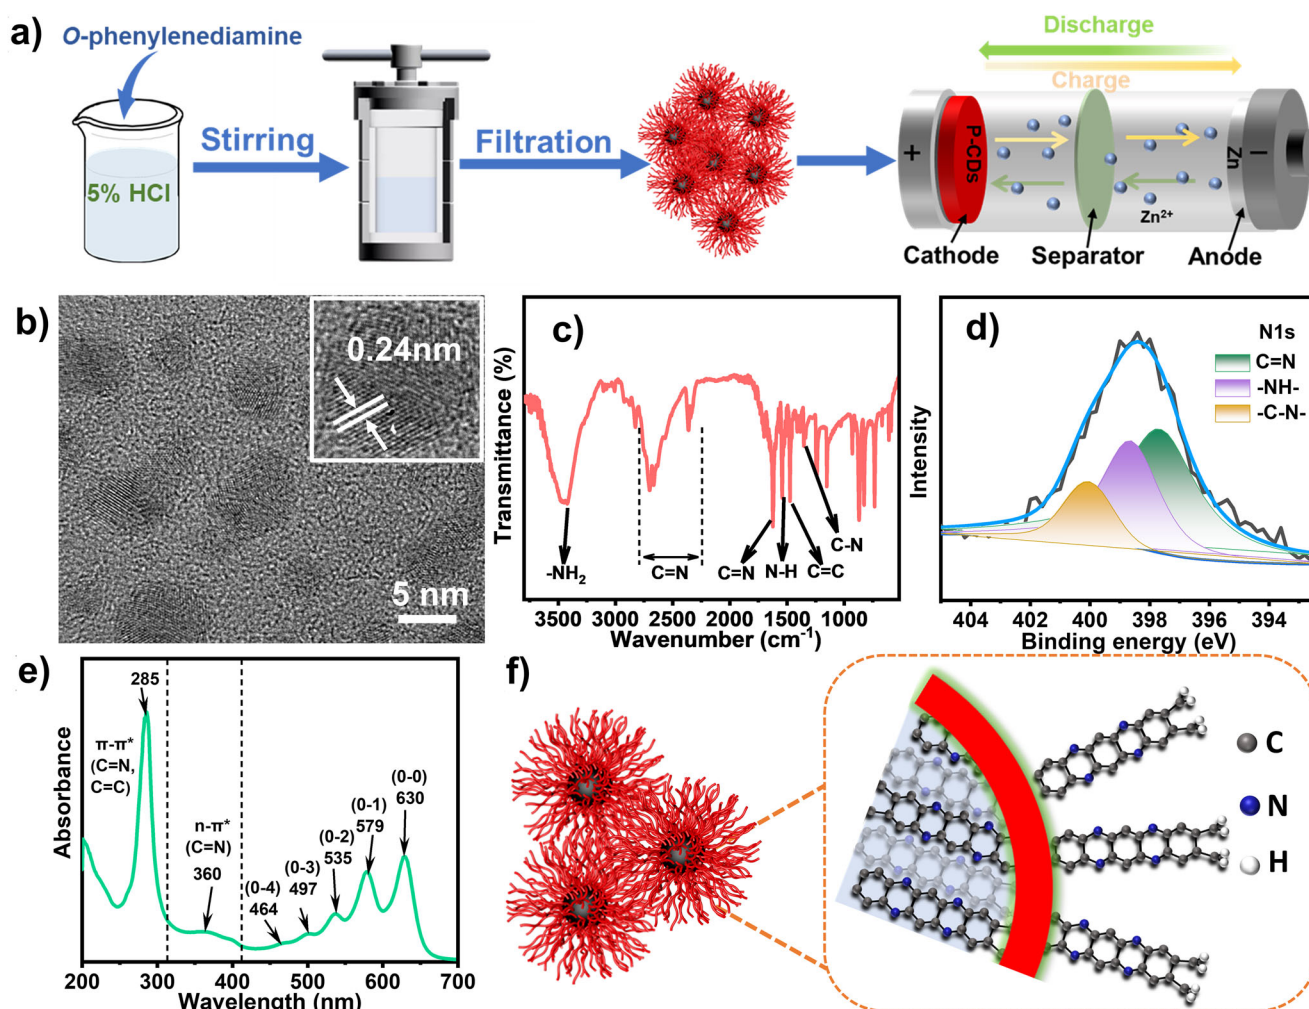 a)
O-phenylenediamine
5% HCl
Stirring
Filtration
Discharge
Charge
+
P-CDs
Zn
−
Zn²⁺
Cathode
Separator
Anode
b)
0.24nm
5 nm
c)
Transmittance (%)
-NH₂
C=N
C=N
N-H
C=C
C-N
3500 3000 2500 2000 1500 1000
Wavenumber (cm⁻¹)
d)
N1s
C=N
-NH-
-C-N-
Intensity
404 402 400 398 396 394
Binding energy (eV)
e)
Absorbance
285
π-π*
(C=N,
C=C)
n-π*
(C=N)
360
(0-4)
464
(0-3)
497
(0-2)
535
(0-1)
579
(0-0)
630
200 300 400 500 600 700
Wavelength (nm)
f)
C
N
H